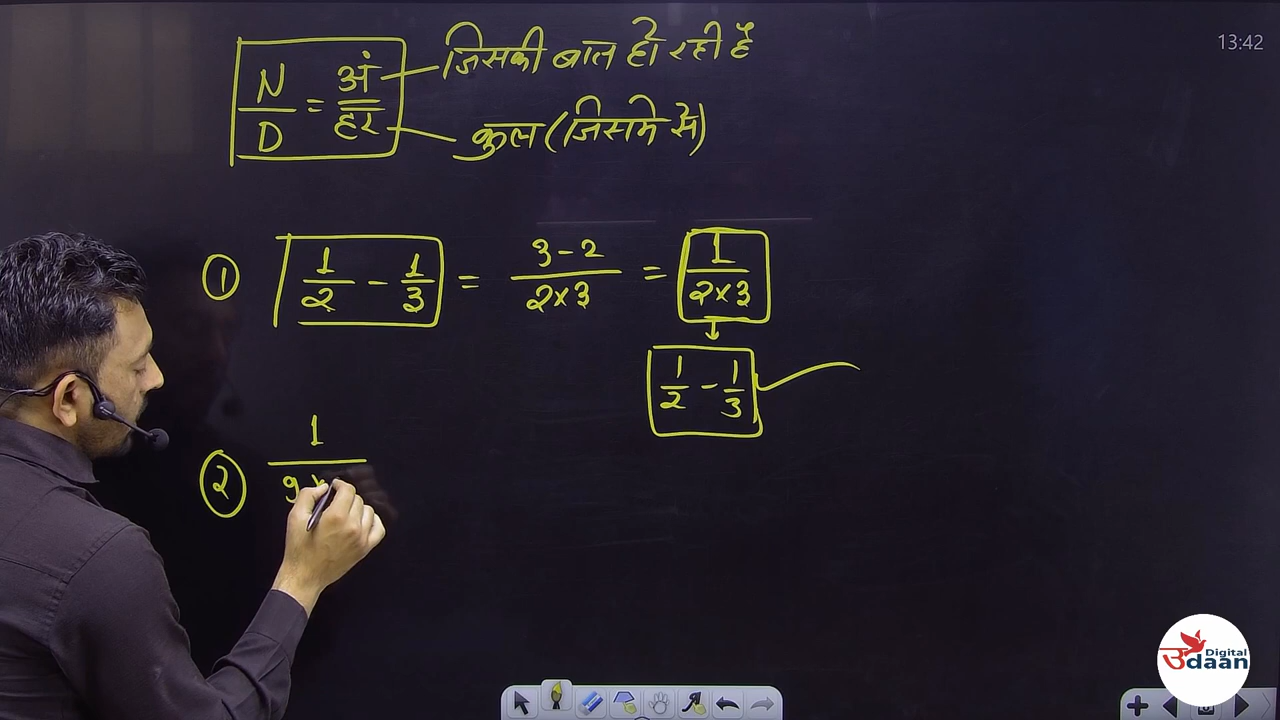 13:42
N/D = अं/हर — जिसकी बात हो रही है
कुल (जिसमे से)
① 1/2 - 1/3 = 3-2/2×3 = 1/2×3
1/2 - 1/3
② 1/9×
Digital
उdaan